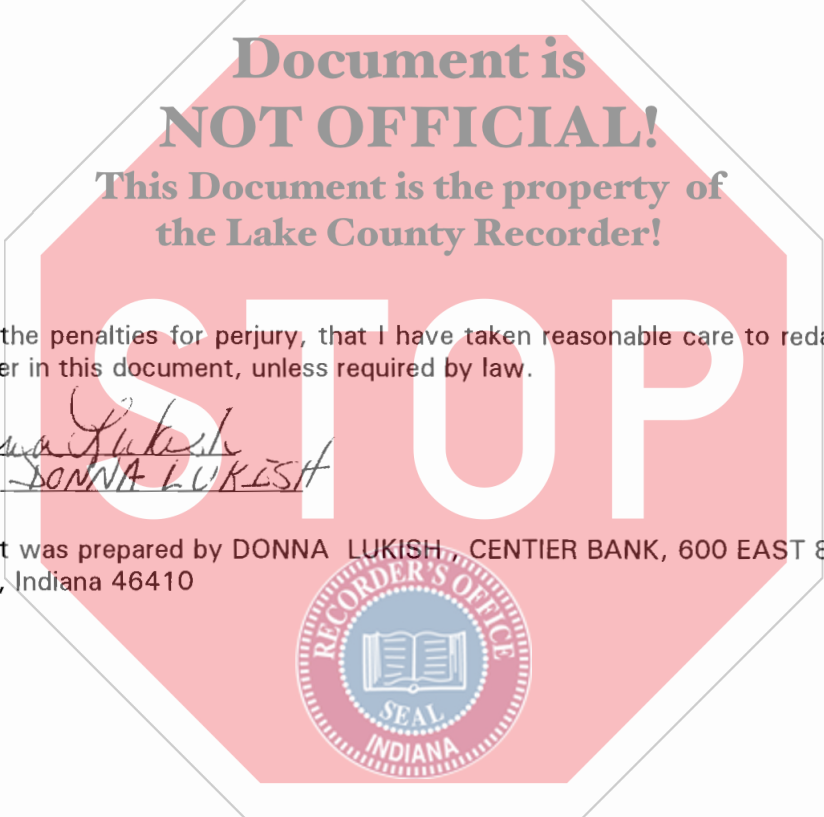 Document is
NOT OFFICIAL!
This Document is the property of
the Lake County Recorder!
STOP
the penalties for perjury, that I have taken reasonable care to reda
er in this document, unless required by law.
na Lukish
DONNA LUKISH
t was prepared by DONNA LUKISH , CENTIER BANK, 600 EAST 8
, Indiana 46410
RECORDER'S OFFICE
SEAL
INDIANA